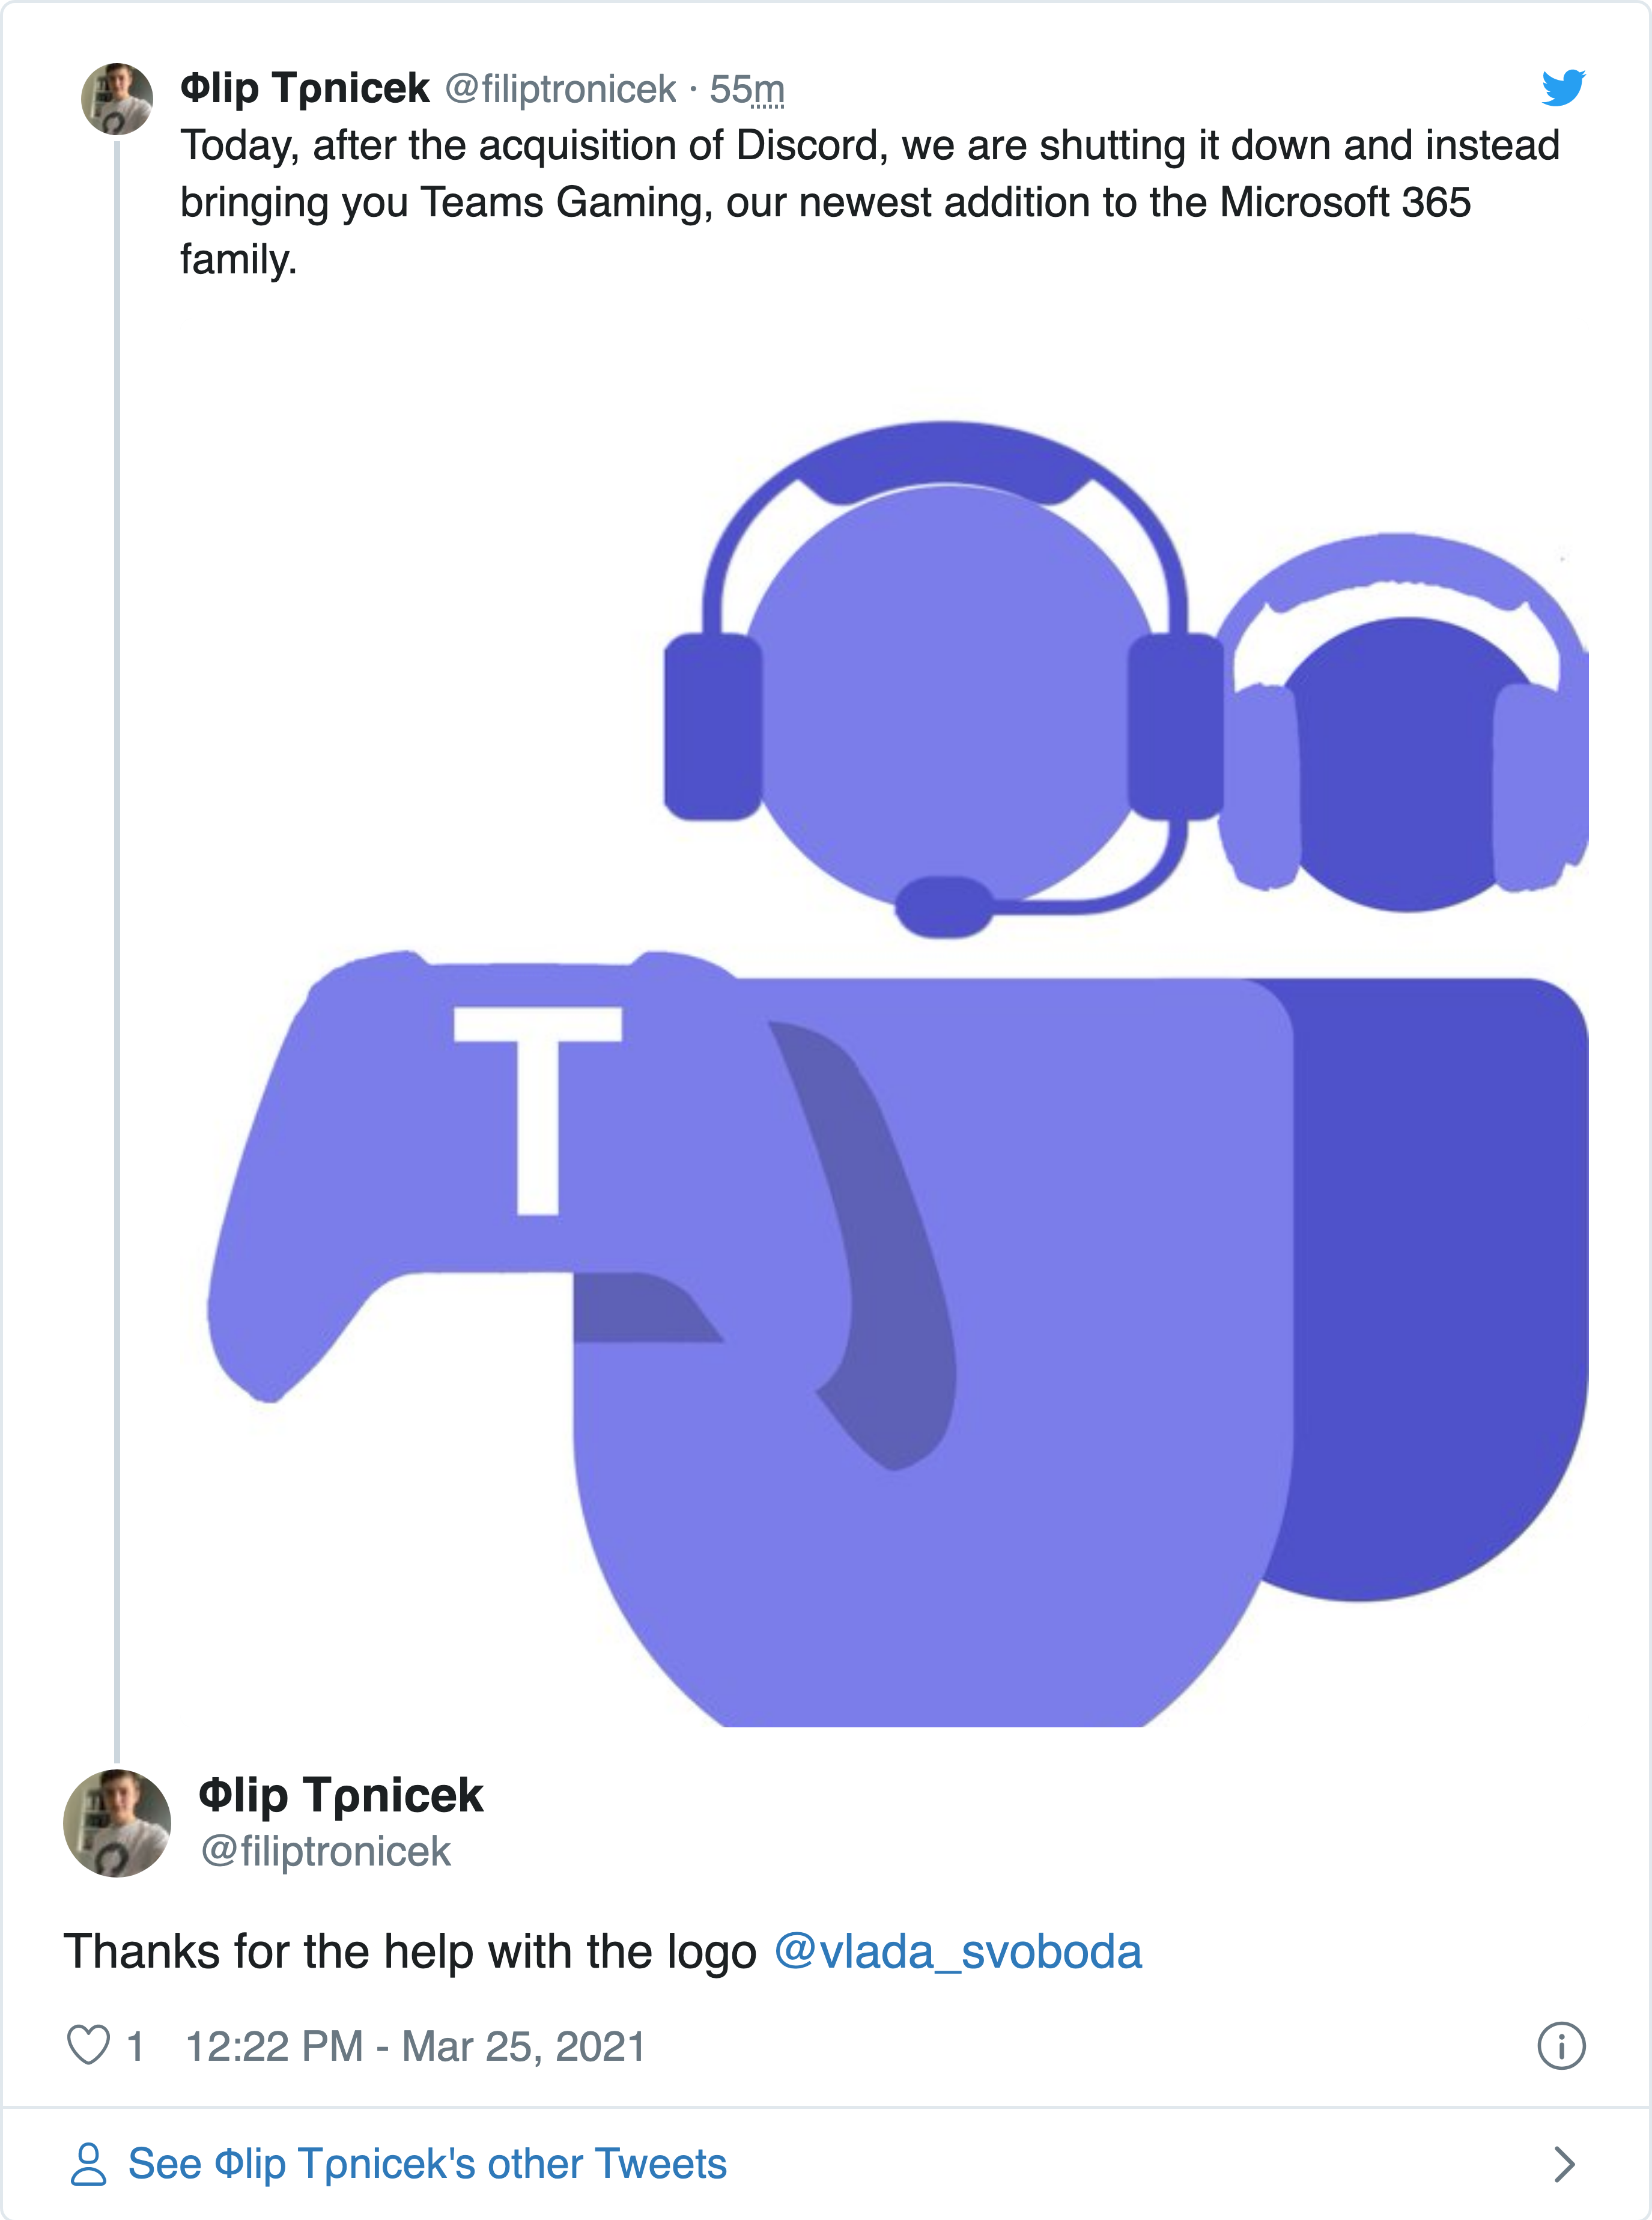 Φlip Tρnicek @filiptronicek · 55m
Today, after the acquisition of Discord, we are shutting it down and instead
bringing you Teams Gaming, our newest addition to the Microsoft 365
family.
T
Φlip Tρnicek
@filiptronicek
Thanks for the help with the logo @vlada_svoboda
1 12:22 PM - Mar 25, 2021
See Φlip Tρnicek's other Tweets